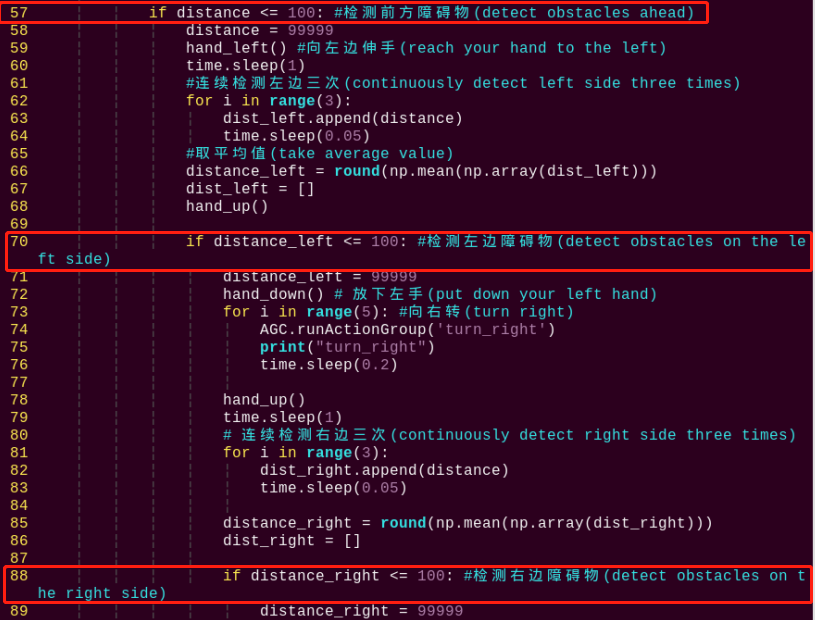 57 if distance <= 100: #检测前方障碍物(detect obstacles ahead)
58 distance = 99999
59 hand_left() #向左边伸手(reach your hand to the left)
60 time.sleep(1)
61 #连续检测左边三次(continuously detect left side three times)
62 for i in range(3):
63 dist_left.append(distance)
64 time.sleep(0.05)
65 #取平均值(take average value)
66 distance_left = round(np.mean(np.array(dist_left)))
67 dist_left = []
68 hand_up()
69
70 if distance_left <= 100: #检测左边障碍物(detect obstacles on the le
ft side)
71 distance_left = 99999
72 hand_down() # 放下左手(put down your left hand)
73 for i in range(5): #向右转(turn right)
74 AGC.runActionGroup('turn_right')
75 print("turn_right")
76 time.sleep(0.2)
77
78 hand_up()
79 time.sleep(1)
80 # 连续检测右边三次(continuously detect right side three times)
81 for i in range(3):
82 dist_right.append(distance)
83 time.sleep(0.05)
84
85 distance_right = round(np.mean(np.array(dist_right)))
86 dist_right = []
87
88 if distance_right <= 100: #检测右边障碍物(detect obstacles on t
he right side)
89 distance_right = 99999